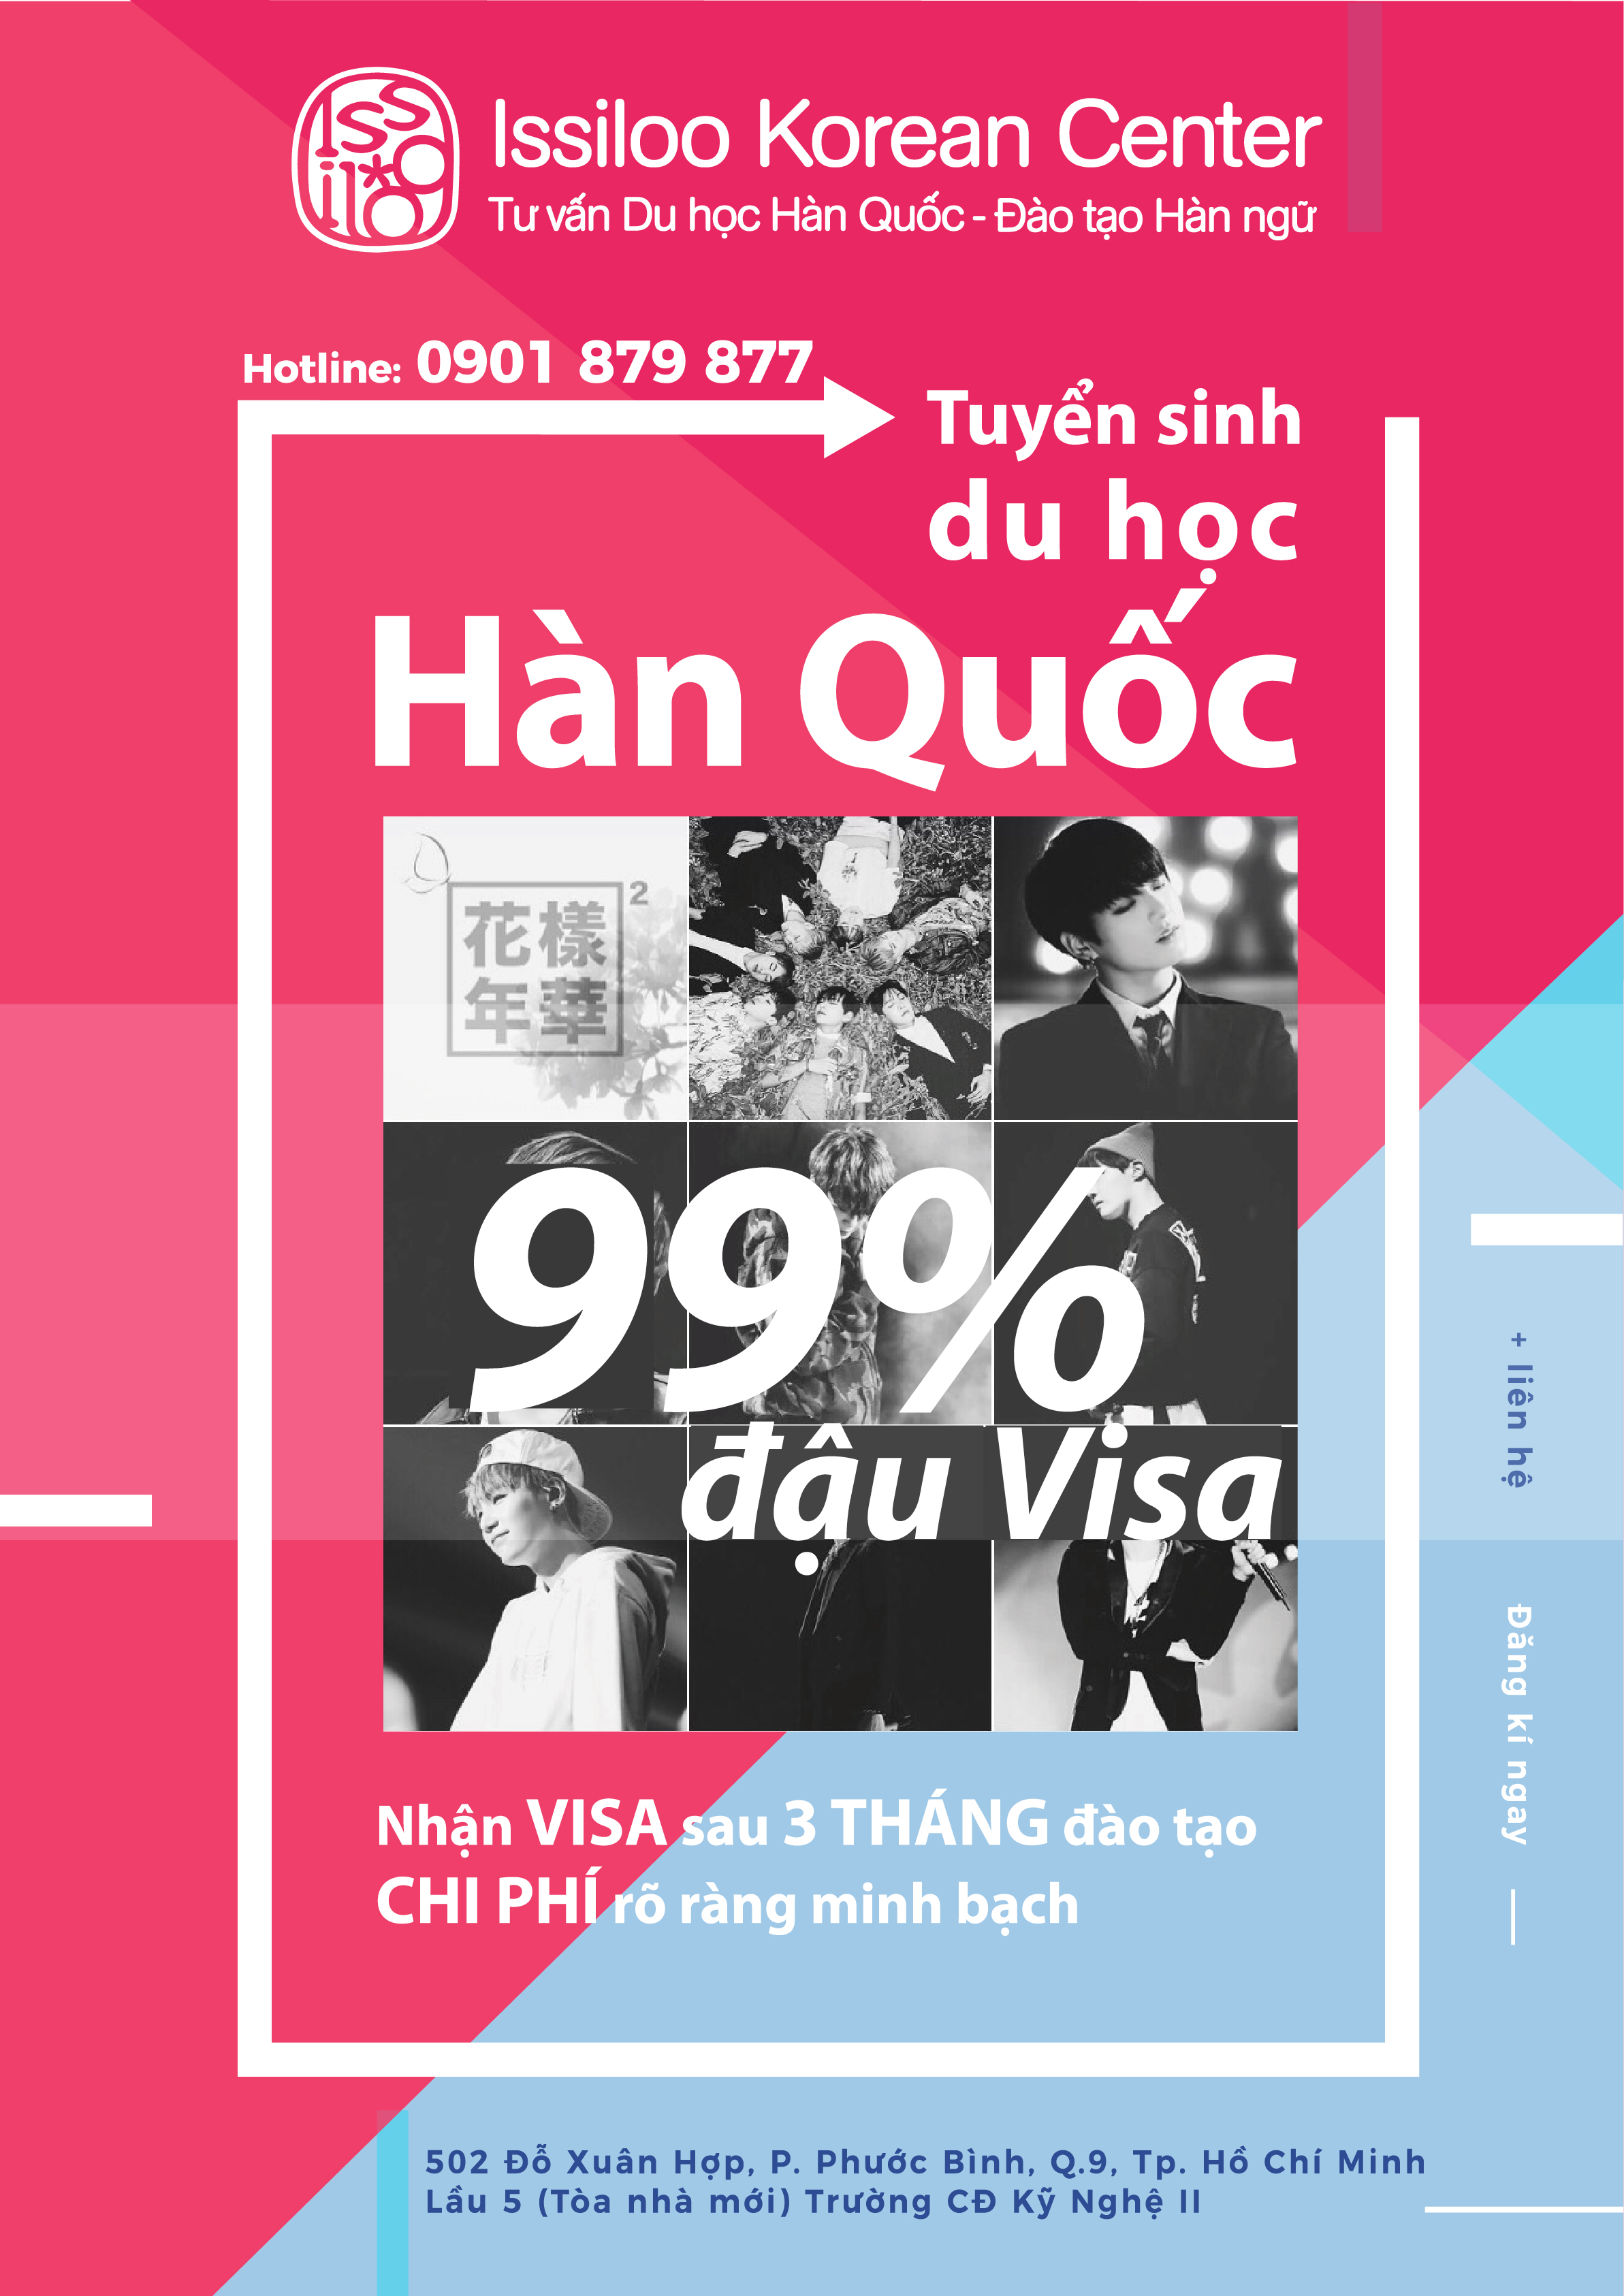 Issiloo
Issiloo Korean Center
Tư vấn Du học Hàn Quốc - Đào tạo Hàn ngữ
Hotline: 0901 879 877
Tuyển sinh
du học
Hàn Quốc
花樣 2
年華
99%
đậu Visa
+ liên hệ
Đăng kí ngay
Nhận VISA sau 3 THÁNG đào tạo
CHI PHÍ rõ ràng minh bạch
502 Đỗ Xuân Hợp, P. Phước Bình, Q.9, Tp. Hồ Chí Minh
Lầu 5 (Tòa nhà mới) Trường CĐ Kỹ Nghệ II